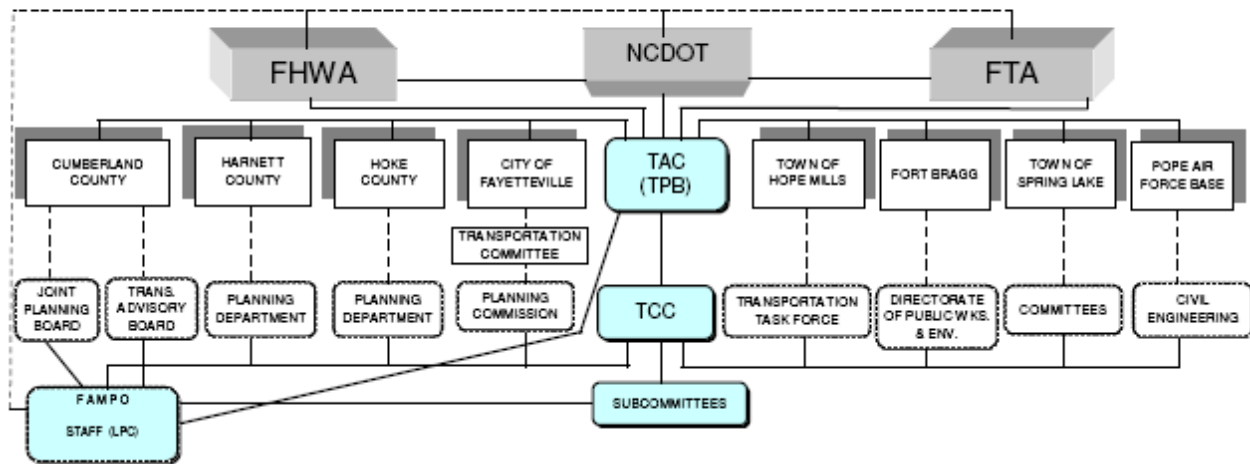 FHWA
NCDOT
FTA
CUMBERLAND
COUNTY
HARNETT
COUNTY
HOKE
COUNTY
CITY OF
FAYETTEVILLE
TAC
(TPB)
TOWN OF
HOPE MILLS
FORT BRAGG
TOWN OF
SPRING LAKE
POPE AIR
FORCE BASE
TRANSPORTATION
COMMITTEE
JOINT
PLANNING
BOARD
TRANS.
ADVISORY
BOARD
PLANNING
DEPARTMENT
PLANNING
DEPARTMENT
PLANNING
COMMISSION
TCC
TRANSPORTATION
TASK FORCE
DIRECTORATE
OF PUBLIC WKS.
& ENV.
COMMITTEES
CIVIL
ENGINEERING
FAMPO
STAFF (LPC)
SUBCOMMITTEES